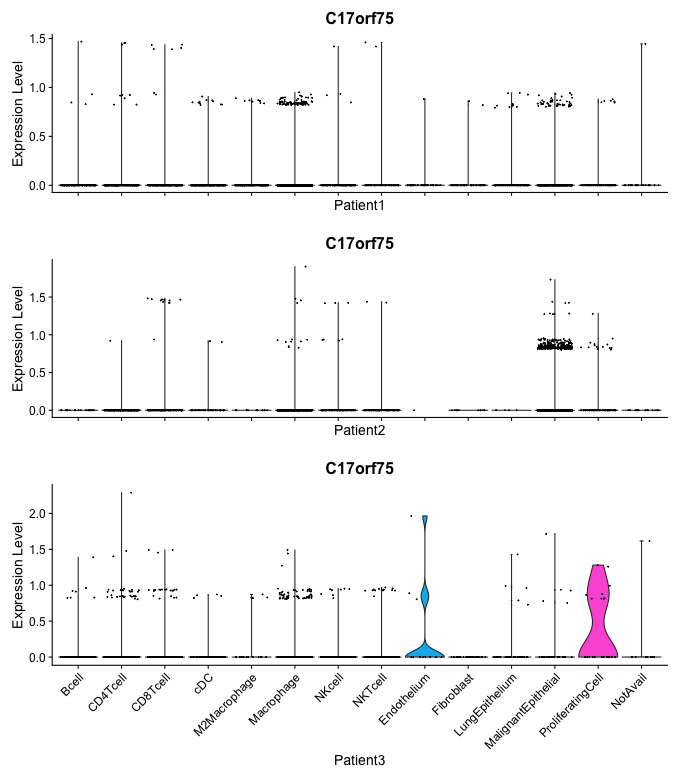 C17orf75
Expression Level
1.5
1.0
0.5
0.0
Patient1
C17orf75
Expression Level
1.5
1.0
0.5
0.0
Patient2
C17orf75
Expression Level
2.0
1.5
1.0
0.5
0.0
Bcell
CD4Tcell
CD8Tcell
cDC
M2Macrophage
Macrophage
NKcell
NKTcell
Endothelium
Fibroblast
LungEpithelium
MalignantEpithelial
ProliferatingCell
NotAvail
Patient3